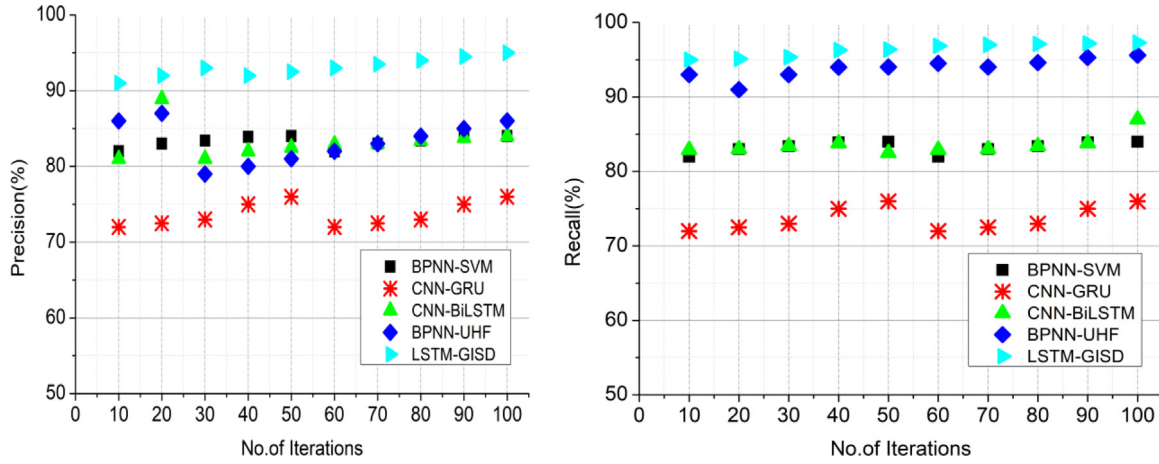 100
90
80
70
60
50
Precision(%)
10 20 30 40 50 60 70 80 90 100
No.of Iterations
BPNN-SVM
CNN-GRU
CNN-BiLSTM
BPNN-UHF
LSTM-GISD
100
90
80
70
60
50
Recall(%)
10 20 30 40 50 60 70 80 90 100
No.of Iterations
BPNN-SVM
CNN-GRU
CNN-BiLSTM
BPNN-UHF
LSTM-GISD